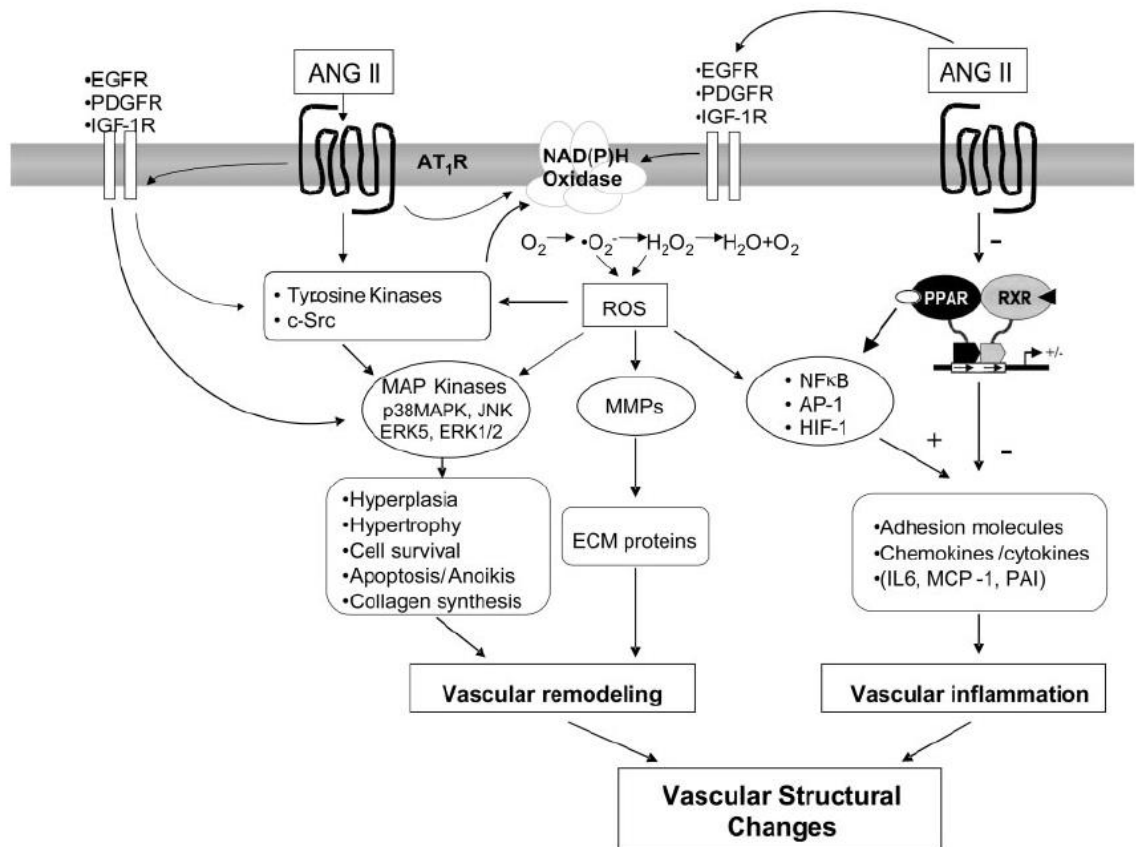 ANG II
•EGFR
•PDGFR
•IGF-1R
AT₁R
NAD(P)H
Oxidase
•EGFR
•PDGFR
•IGF-1R
ANG II
O₂ → •O₂⁻ → H₂O₂ → H₂O+O₂
• Tyrosine Kinases
• c-Src
ROS
–
PPAR
RXR
+/-
MAP Kinases
p38MAPK, JNK
ERK5, ERK1/2
MMPs
• NFκB
• AP-1
• HIF-1
+
–
•Hyperplasia
•Hypertrophy
•Cell survival
•Apoptosis/Anoikis
•Collagen synthesis
ECM proteins
•Adhesion molecules
•Chemokines/cytokines
•(IL6, MCP-1, PAI)
Vascular remodeling
Vascular inflammation
Vascular Structural
Changes